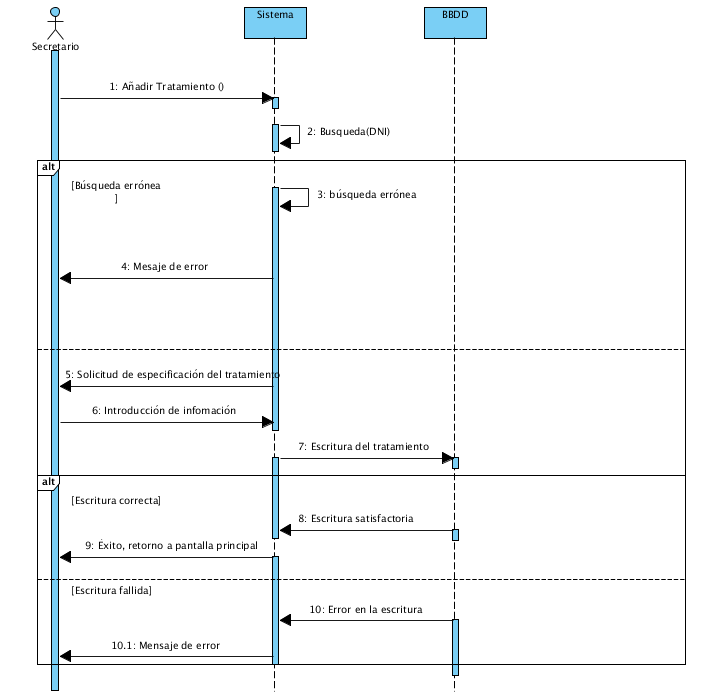 Sistema
BBDD
Secretario
1: Añadir Tratamiento ()
2: Busqueda(DNI)
alt
[Búsqueda errónea
]
3: búsqueda errónea
4: Mesaje de error
5: Solicitud de especificación del tratamiento
6: Introducción de infomación
7: Escritura del tratamiento
alt
[Escritura correcta]
8: Escritura satisfactoria
9: Éxito, retorno a pantalla principal
[Escritura fallida]
10: Error en la escritura
10.1: Mensaje de error